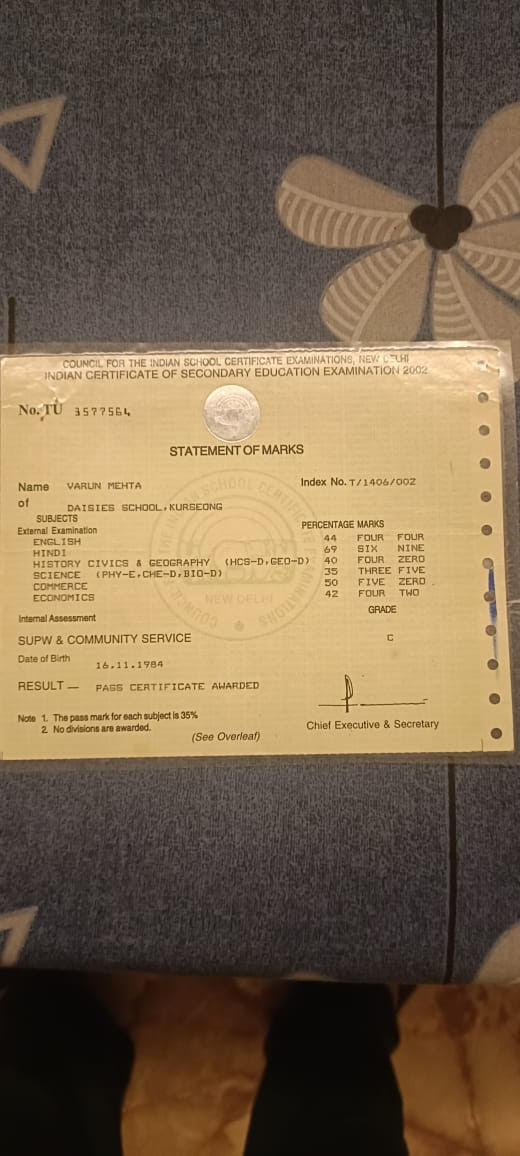 COUNCIL FOR THE INDIAN SCHOOL CERTIFICATE EXAMINATIONS, NEW DELHI
INDIAN CERTIFICATE OF SECONDARY EDUCATION EXAMINATION 2002
No. TU 3577564
STATEMENT OF MARKS
Name VARUN MEHTA Index No. T/1406/002
of DAISIES SCHOOL, KURSEONG
SUBJECTS PERCENTAGE MARKS
External Examination
ENGLISH 44 FOUR FOUR
HINDI 69 SIX NINE
HISTORY CIVICS & GEOGRAPHY (HCS-D, GEO-D) 40 FOUR ZERO
SCIENCE (PHY-E, CHE-D, BIO-D) 35 THREE FIVE
COMMERCE 50 FIVE ZERO
ECONOMICS 42 FOUR TWO
GRADE
Internal Assessment
SUPW & COMMUNITY SERVICE C
Date of Birth 16.11.1984
RESULT — PASS CERTIFICATE AWARDED
Note 1. The pass mark for each subject is 35%
2. No divisions are awarded.
(See Overleaf)
Chief Executive & Secretary
NEW DELHI